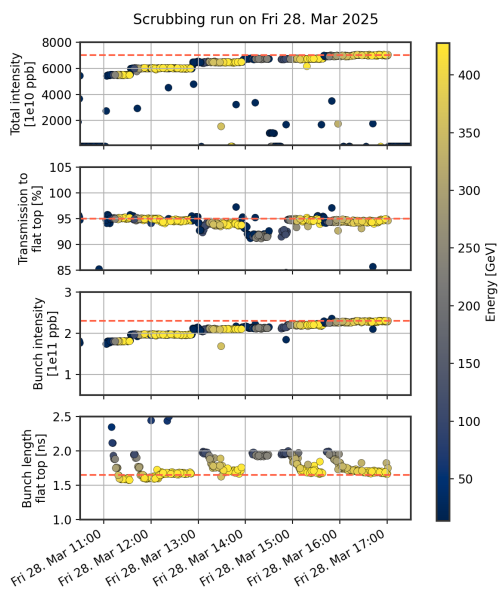 Scrubbing run on Fri 28. Mar 2025
Total intensity
[1e10 ppb]
8000
6000
4000
2000
Transmission to
flat top [%]
105
100
95
90
85
Bunch intensity
[1e11 ppb]
3
2
1
Bunch length
flat top [ns]
2.5
2.0
1.5
1.0
Fri 28. Mar 11:00
Fri 28. Mar 12:00
Fri 28. Mar 13:00
Fri 28. Mar 14:00
Fri 28. Mar 15:00
Fri 28. Mar 16:00
Fri 28. Mar 17:00
400
350
300
250
200
150
100
50
Energy [GeV]